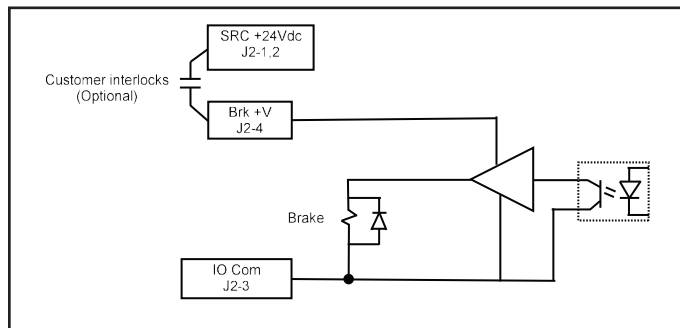 SRC +24Vdc
J2-1,2
Customer interlocks
(Optional)
Brk +V
J2-4
Brake
IO Com
J2-3